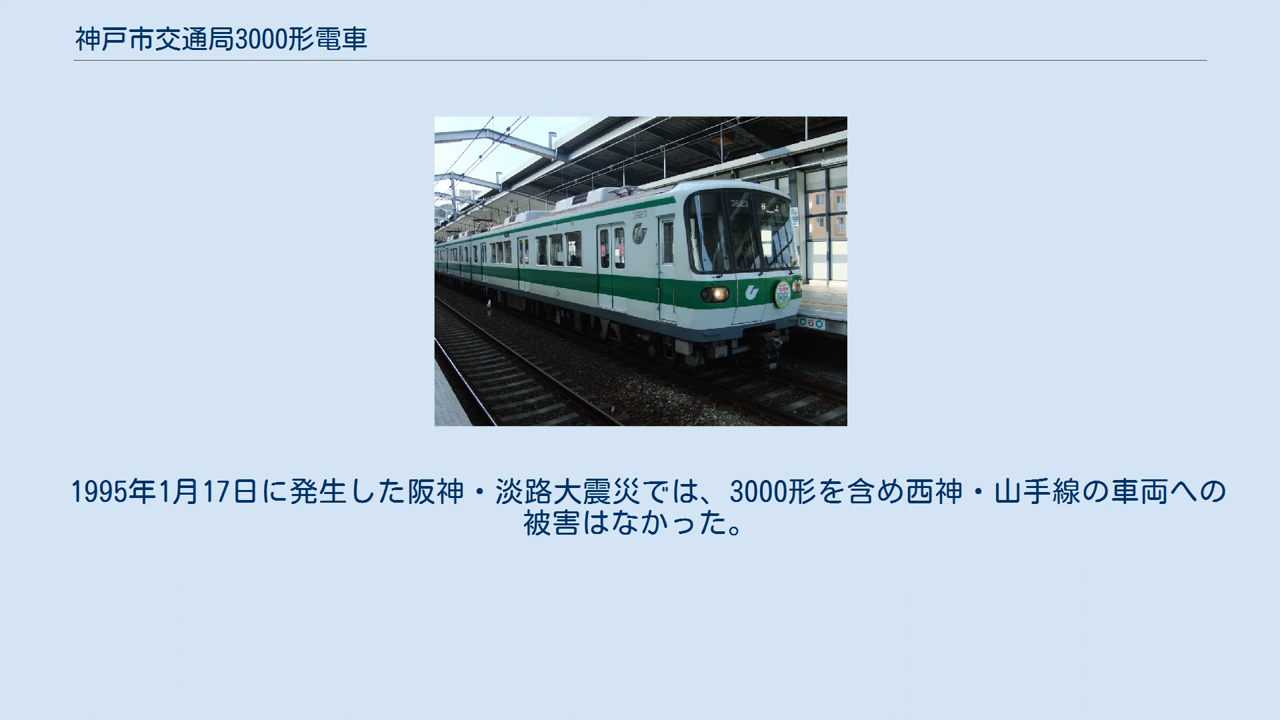 神戸市交通局3000形電車
3623
1995年1月17日に発生した阪神・淡路大震災では、3000形を含め西神・山手線の車両への
被害はなかった。